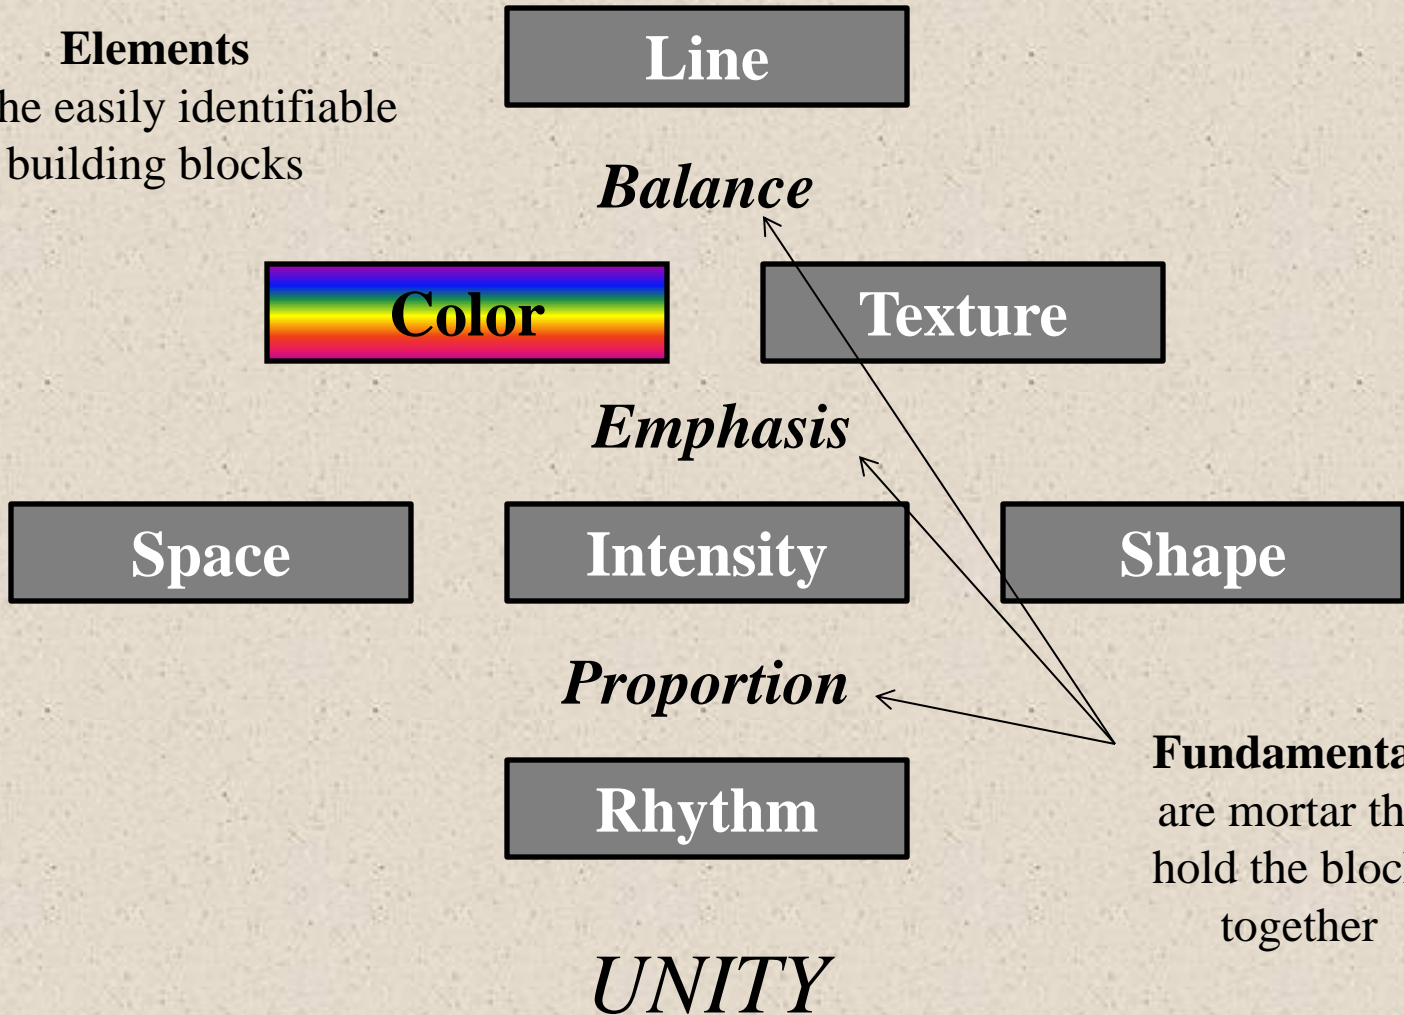 Elements
he easily identifiable
building blocks
Line
Balance
Color
Texture
Emphasis
Space
Intensity
Shape
Proportion
Rhythm
Fundamenta
are mortar th
hold the bloc
together
UNITY